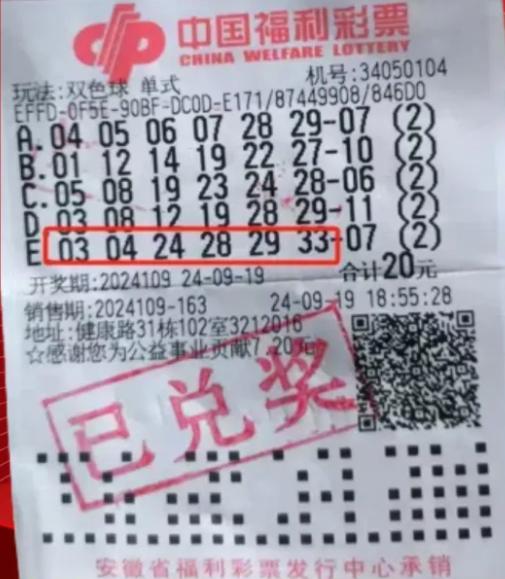 中国福利彩票
CHINA WELFARE LOTTERY
玩法:双色球 单式 机号:34050104
EFFD-0F5E-90BF-DC0D-E171/87449908/846D0
A.04 05 06 07 28 29-07 (2)
B.01 12 14 19 22 27-10 (2)
C.05 08 19 23 24 28-06 (2)
D.03 08 12 19 28 29-11 (2)
E 03 04 24 28 29 33-07 (2)
开奖期:2024109 24-09-19 合计20元
销售期:2024109-163 24-09-19 18:55:28
地址:健康路31栋102室3212016
☆感谢您为公益事业贡献7.20元
已兑奖
安徽省福利彩票发行中心承销